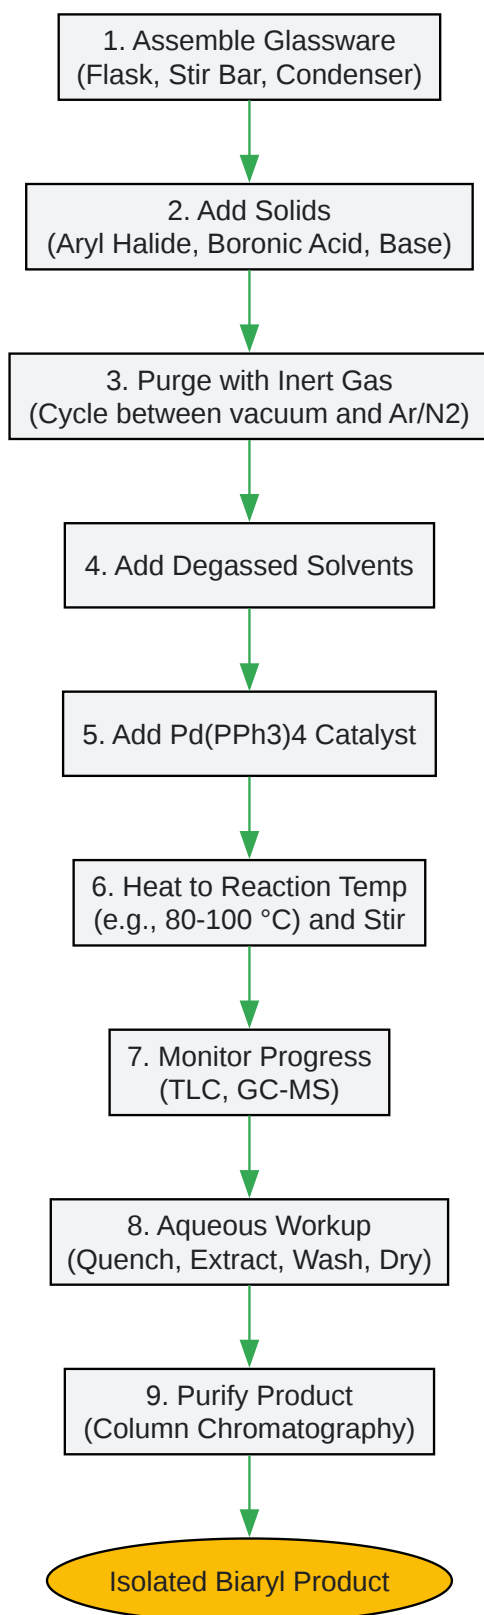 1. Assemble Glassware
(Flask, Stir Bar, Condenser)
2. Add Solids
(Aryl Halide, Boronic Acid, Base)
3. Purge with Inert Gas
(Cycle between vacuum and Ar/N2)
4. Add Degassed Solvents
5. Add Pd(PPh3)4 Catalyst
6. Heat to Reaction Temp
(e.g., 80-100 °C) and Stir
7. Monitor Progress
(TLC, GC-MS)
8. Aqueous Workup
(Quench, Extract, Wash, Dry)
9. Purify Product
(Column Chromatography)
Isolated Biaryl Product